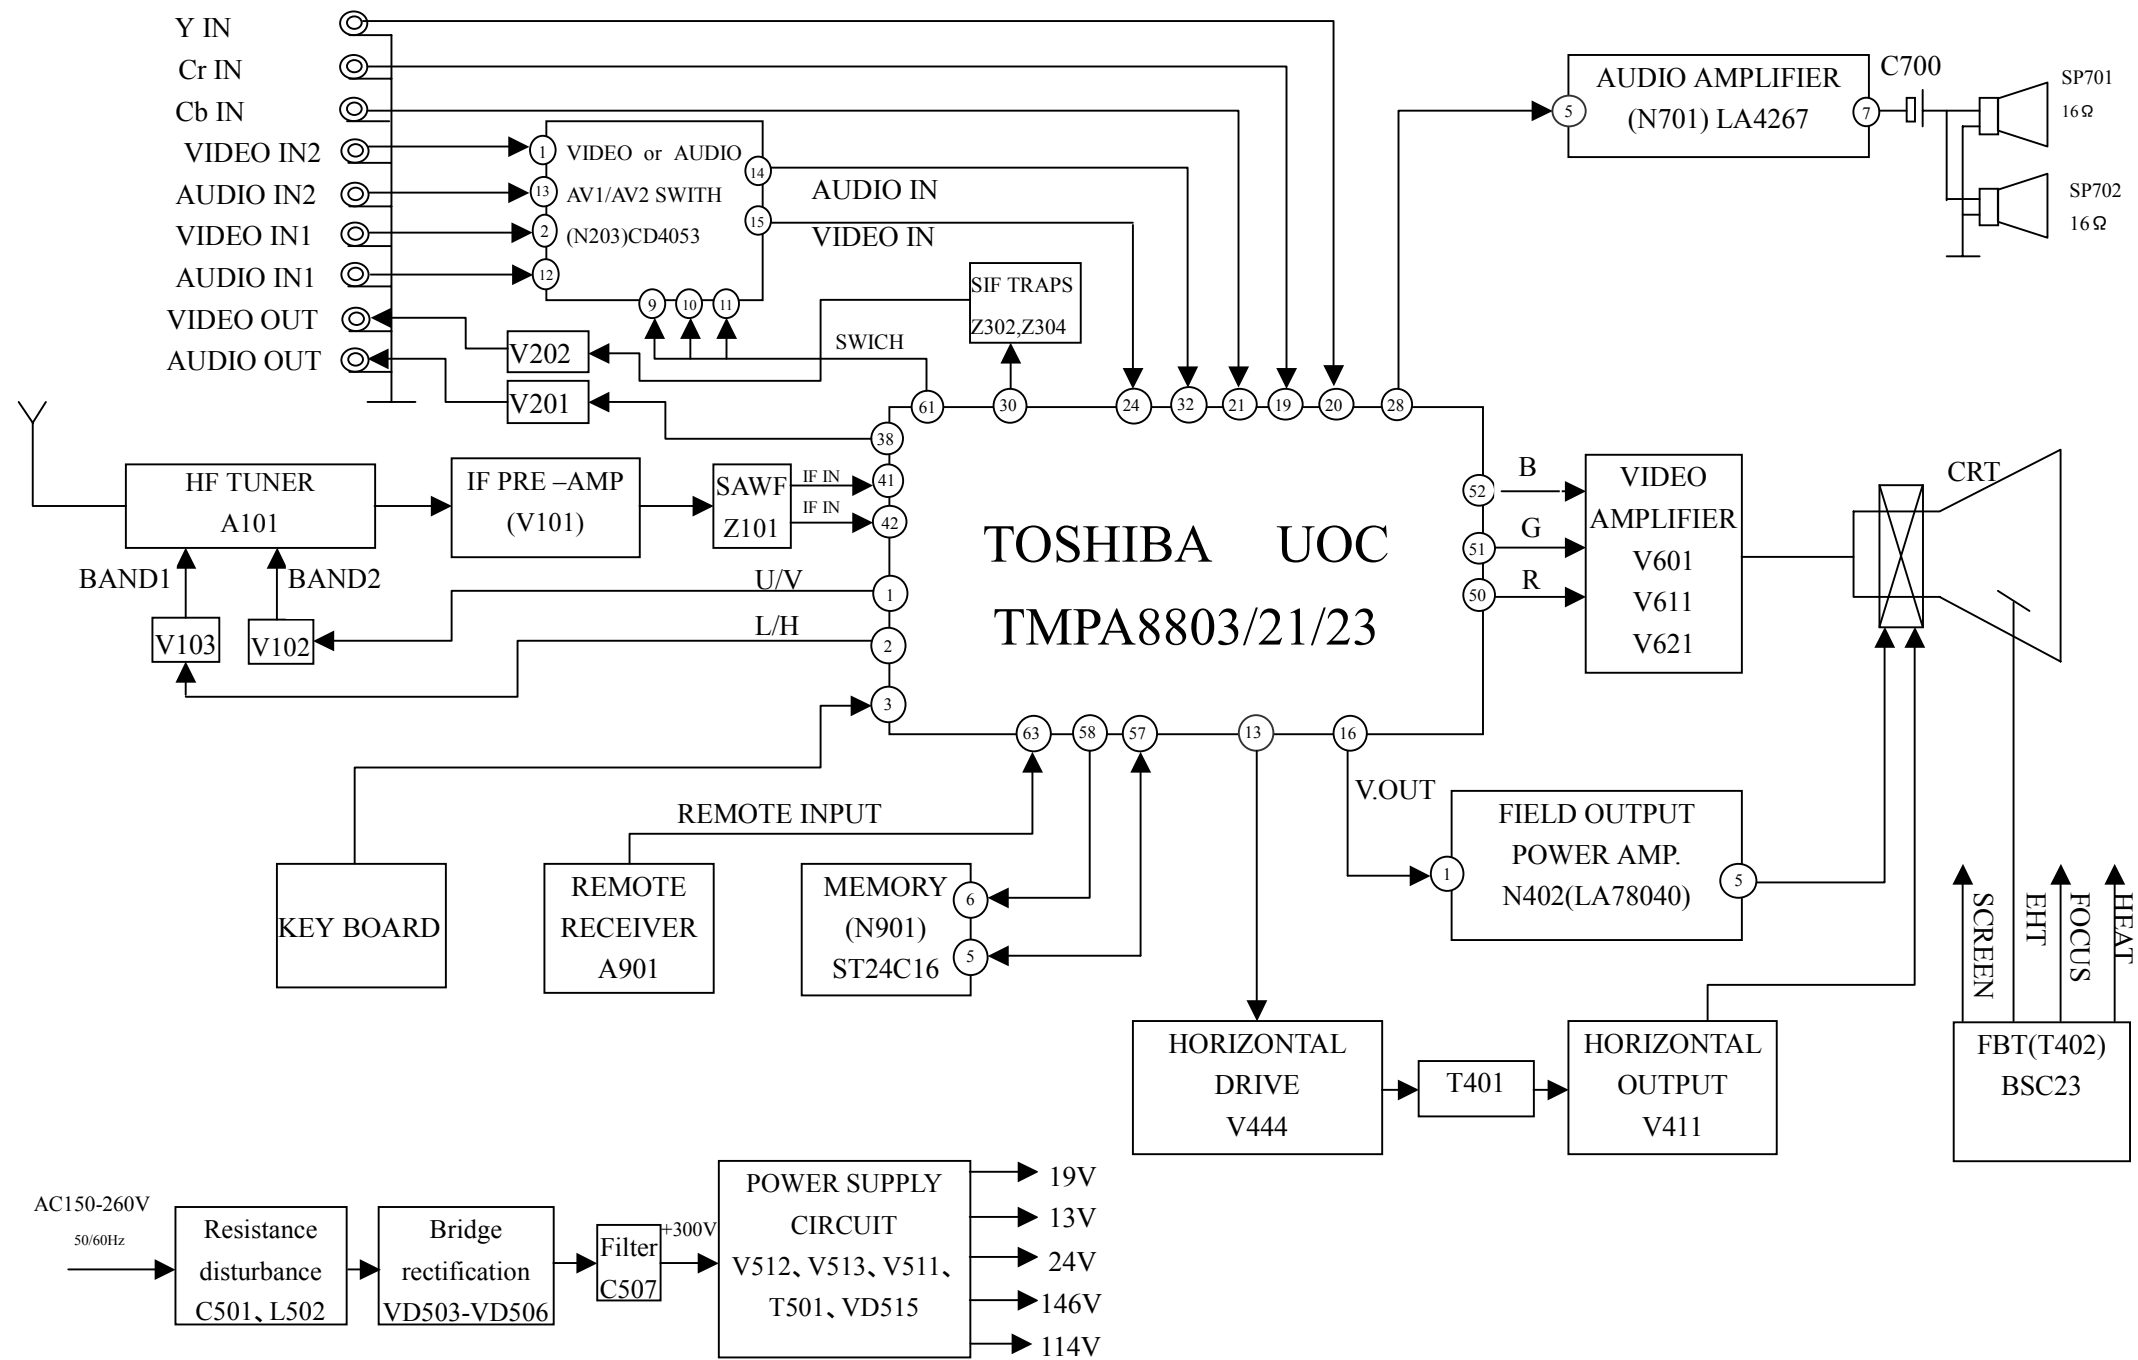 Y IN
Cr IN
Cb IN
VIDEO IN2
AUDIO IN2
VIDEO IN1
AUDIO IN1
VIDEO OUT
AUDIO OUT
1
13
2
12
VIDEO or AUDIO
AV1/AV2 SWITH
(N203)CD4053
14
15
9
10
11
AUDIO IN
VIDEO IN
SWICH
SIF TRAPS
Z302,Z304
V202
V201
AUDIO AMPLIFIER
(N701) LA4267
5
7
C700
SP701
16Ω
SP702
16Ω
61
30
24
32
21
19
20
28
38
41
42
1
2
3
HF TUNER
A101
IF PRE –AMP
(V101)
SAWF
Z101
IF IN
IF IN
BAND1
BAND2
V103
V102
U/V
L/H
TOSHIBA UOC
TMPA8803/21/23
52
51
50
B
G
R
VIDEO
AMPLIFIER
V601
V611
V621
CRT
63
58
57
13
16
V.OUT
REMOTE INPUT
KEY BOARD
REMOTE
RECEIVER
A901
MEMORY
(N901)
ST24C16
6
5
1
FIELD OUTPUT
POWER AMP.
N402(LA78040)
5
SCREEN
EHT
FOCUS
HEAT
HORIZONTAL
DRIVE
V444
T401
HORIZONTAL
OUTPUT
V411
FBT(T402)
BSC23
AC150-260V
50/60Hz
Resistance
disturbance
C501、L502
Bridge
rectification
VD503-VD506
Filter
C507
+300V
POWER SUPPLY
CIRCUIT
V512、V513、V511、
T501、VD515
19V
13V
24V
146V
114V